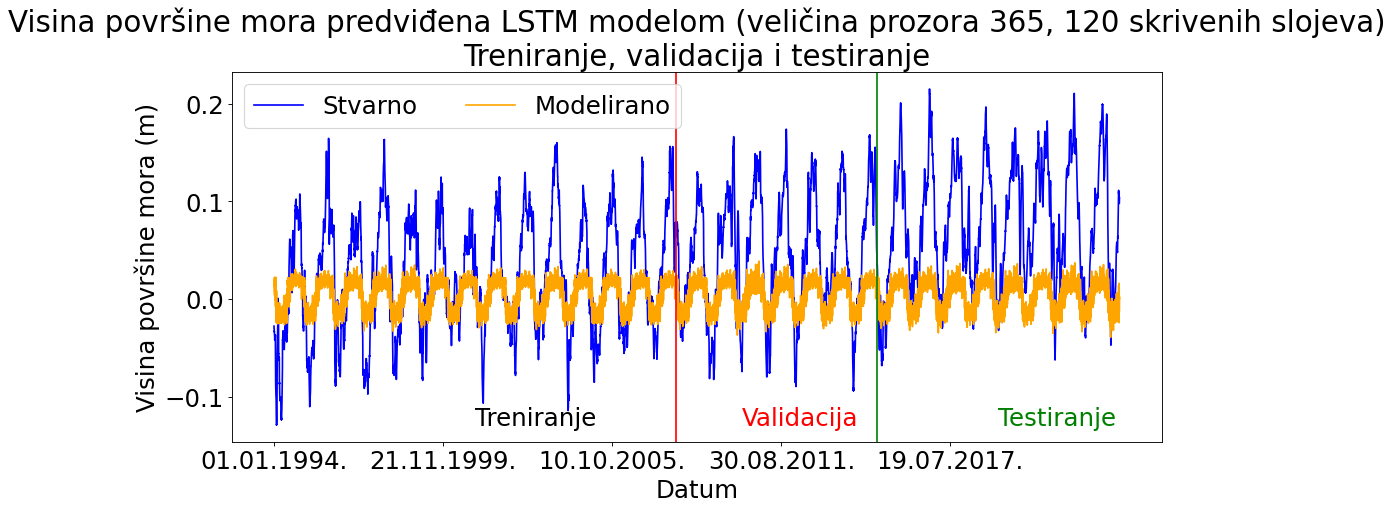 Visina površine mora predviđena LSTM modelom (veličina prozora 365, 120 skrivenih slojeva)
Treniranje, validacija i testiranje
Stvarno Modelirano
Visina površine mora (m)
0.2
0.1
0.0
−0.1
Treniranje Validacija Testiranje
01.01.1994. 21.11.1999. 10.10.2005. 30.08.2011. 19.07.2017.
Datum